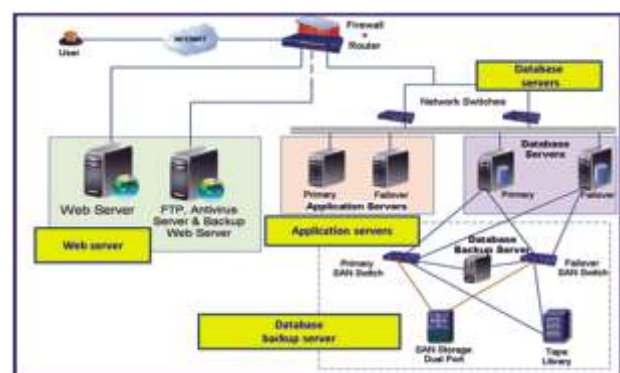 Firewall
+
Router
User
INTERNET
Database
servers
Network Switches
Database
Servers
Primary
Failover
Application Servers
Primary
Failover
Web Server
FTP, Antivirus
Server & Backup
Web Server
Web server
Application servers
Primary
SAN Switch
Database
Backup Server
Failover
SAN Switch
Database
backup server
SAN Storage
Dual Port
Tape
Library